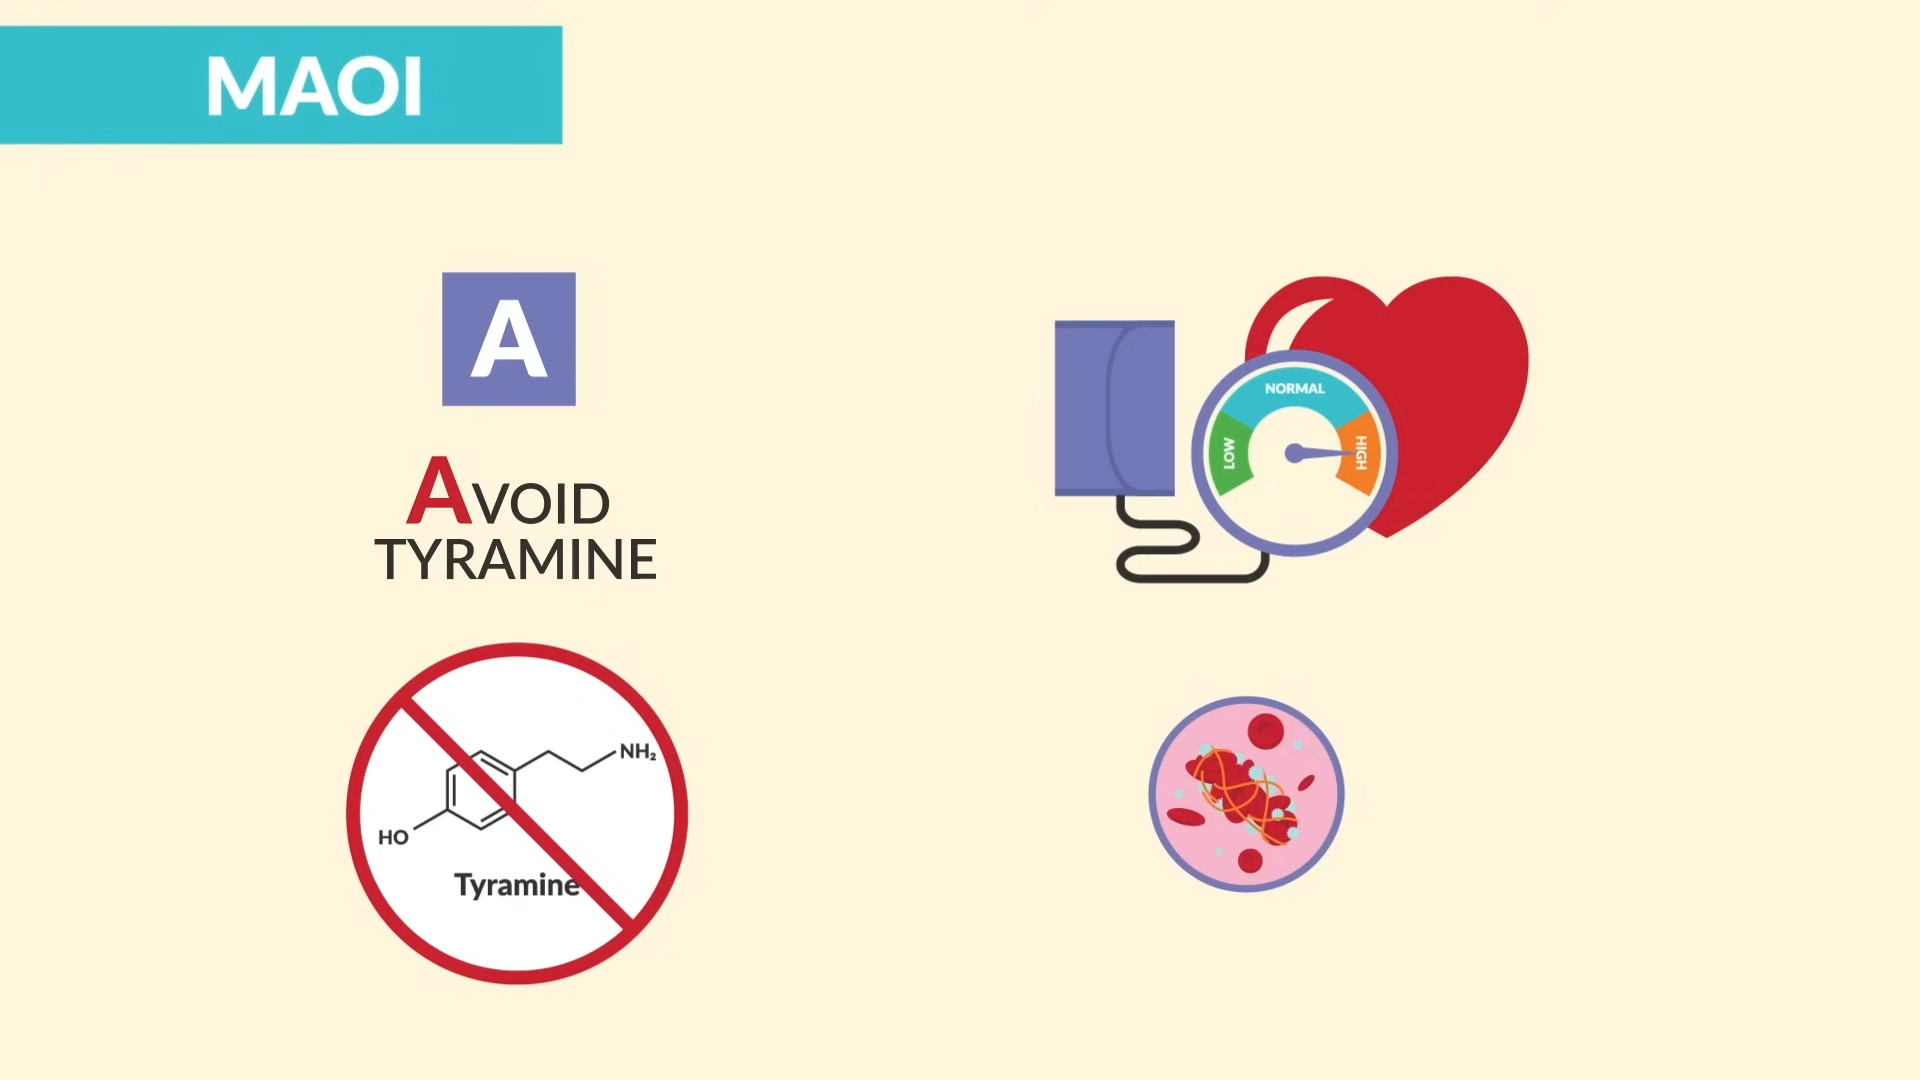 MAOI
A
AVOID
TYRAMINE
NH₂
HO
Tyramine
NORMAL
LOW
HIGH